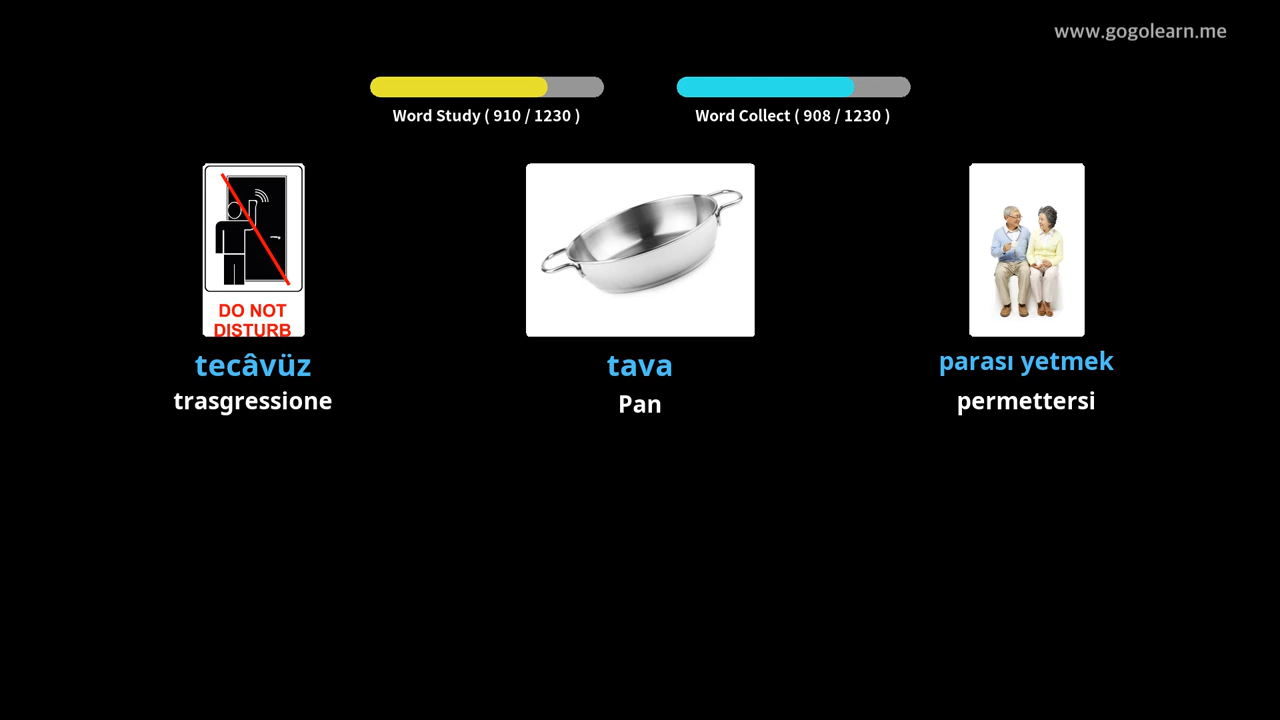 www.gogolearn.me
Word Study ( 910 / 1230 )
Word Collect ( 908 / 1230 )
DO NOT
DISTURB
tecâvüz
tava
parası yetmek
trasgressione
Pan
permettersi